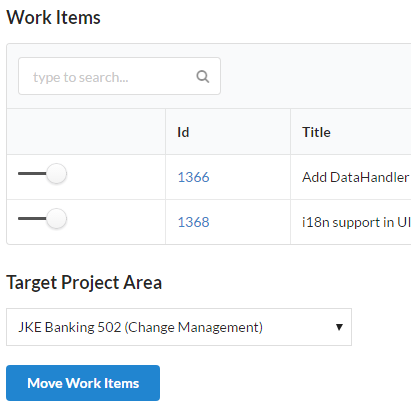 Work Items
type to search...
Id Title
1366 Add DataHandler
1368 i18n support in
Target Project Area
JKE Banking 502 (Change Management)
Move Work Items